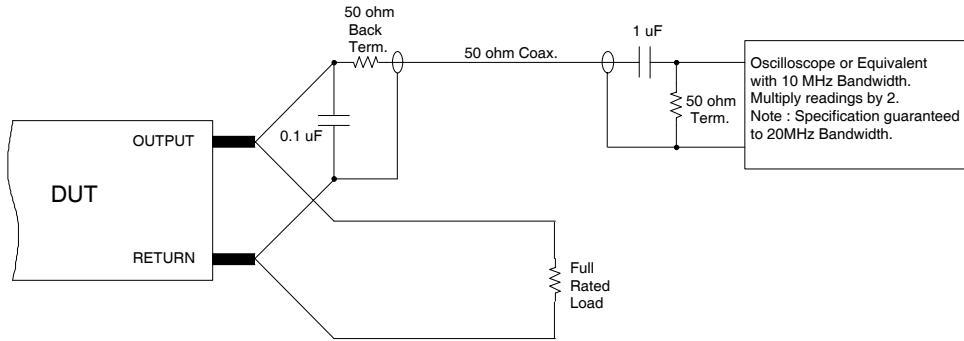 50 ohm
Back
Term.
50 ohm Coax.
1 uF
0.1 uF
50 ohm
Term.
Oscilloscope or Equivalent
with 10 MHz Bandwidth.
Multiply readings by 2.
Note : Specification guaranteed
to 20MHz Bandwidth.
OUTPUT
DUT
RETURN
Full
Rated
Load